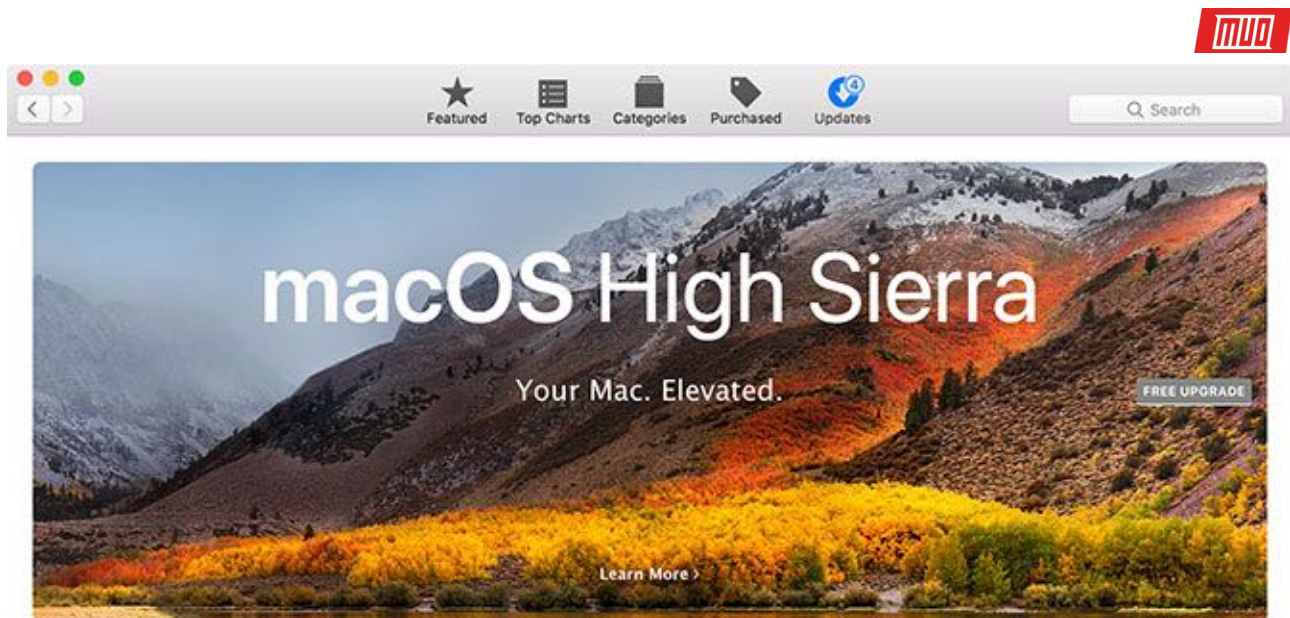 MUO
Featured Top Charts Categories Purchased Updates
4
Search
macOS High Sierra
Your Mac. Elevated.
FREE UPGRADE
Learn More >